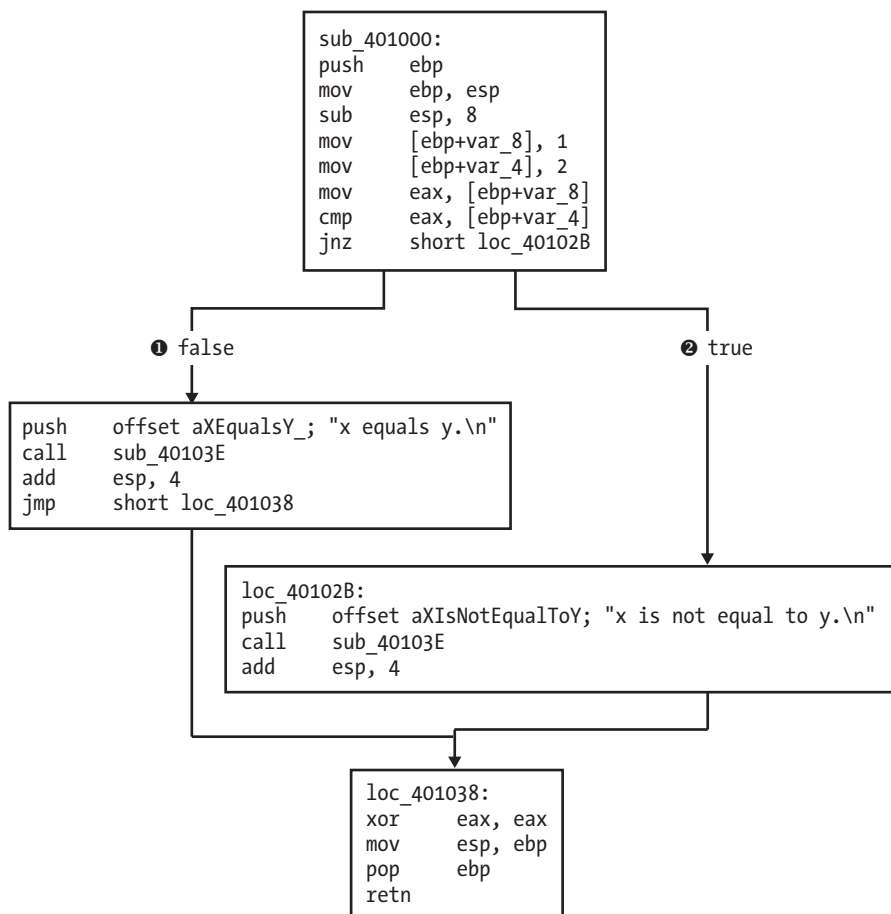 sub_401000:
push ebp
mov ebp, esp
sub esp, 8
mov [ebp+var_8], 1
mov [ebp+var_4], 2
mov eax, [ebp+var_8]
cmp eax, [ebp+var_4]
jnz short loc_40102B
❶ false
❷ true
push offset aXEqualsY_; "x equals y.\n"
call sub_40103E
add esp, 4
jmp short loc_401038
loc_40102B:
push offset aXIsNotEqualToY; "x is not equal to y.\n"
call sub_40103E
add esp, 4
loc_401038:
xor eax, eax
mov esp, ebp
pop ebp
retn